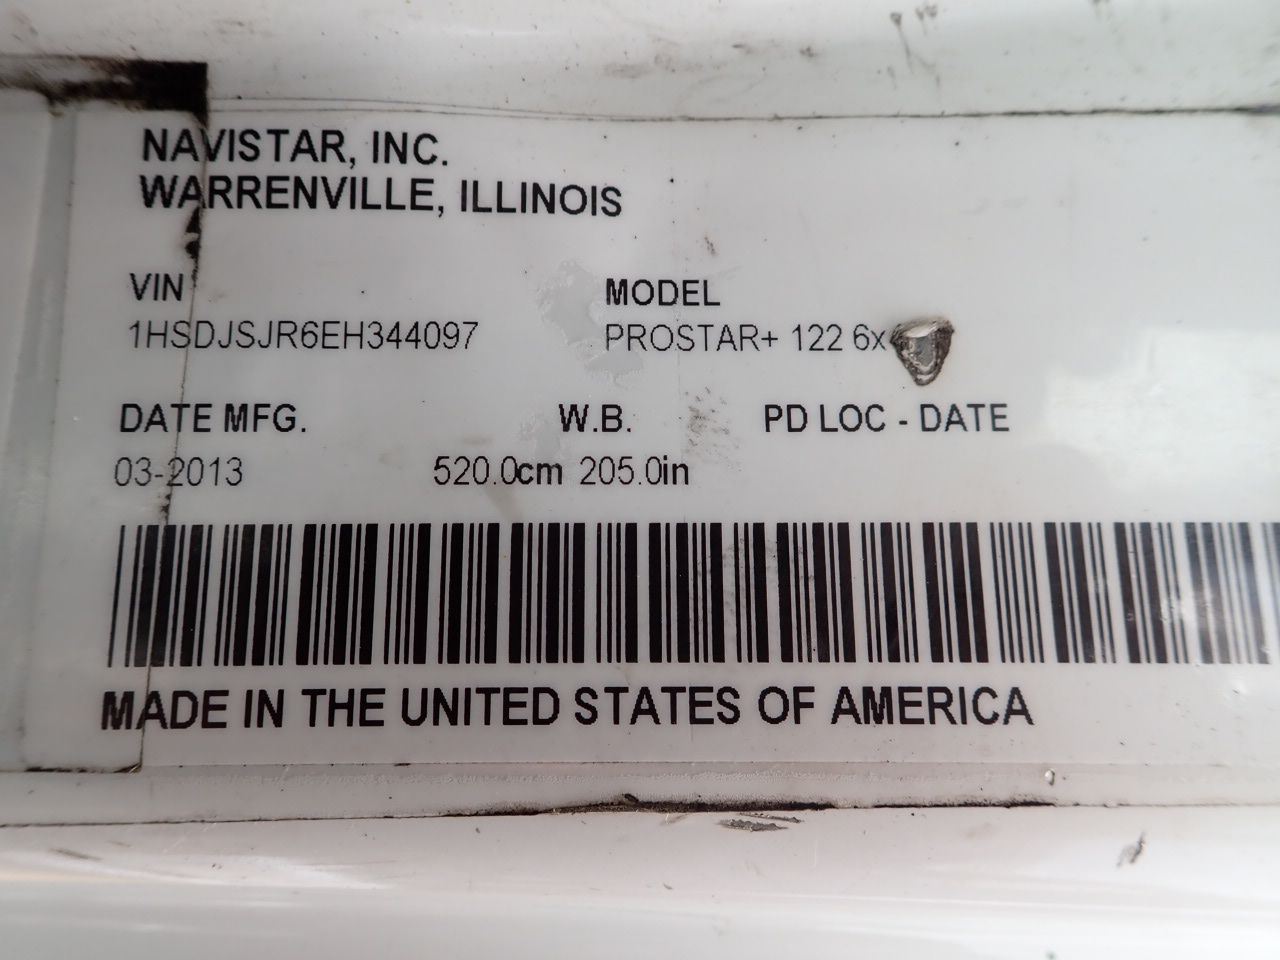 NAVISTAR, INC.
WARRENVILLE, ILLINOIS
VIN MODEL
1HSDJSJR6EH344097 PROSTAR+ 122 6x
DATE MFG. W.B. PD LOC - DATE
03-2013 520.0cm 205.0in
MADE IN THE UNITED STATES OF AMERICA